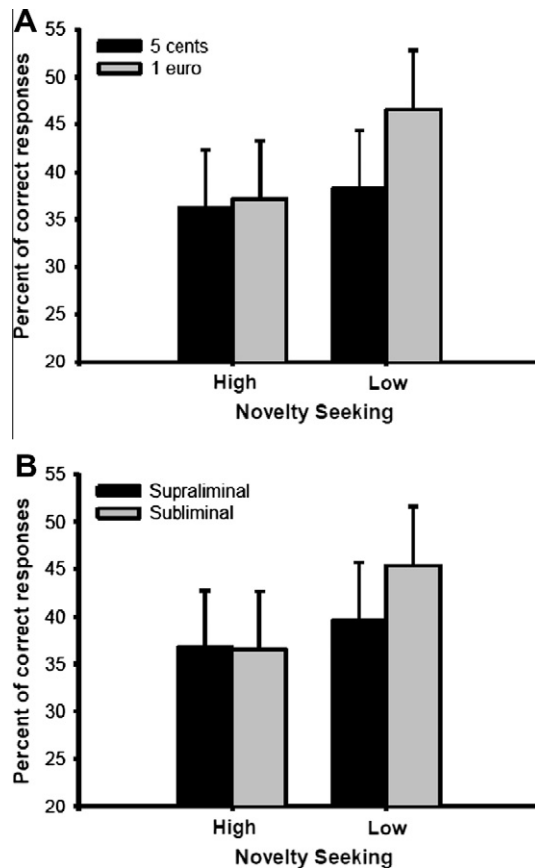 A
55
50
45
40
35
30
25
20
Percent of correct responses
5 cents
1 euro
High
Low
Novelty Seeking
B
55
50
45
40
35
30
25
20
Percent of correct responses
Supraliminal
Subliminal
High
Low
Novelty Seeking